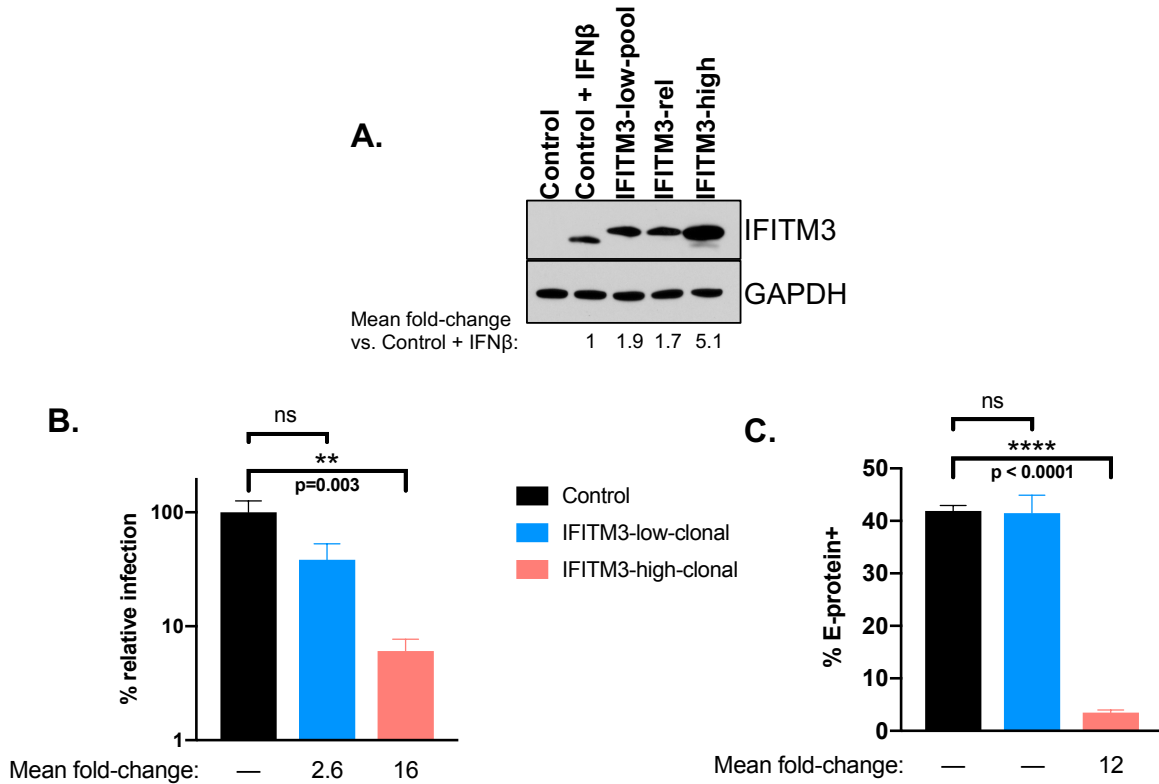 A.
Control
Control + IFNβ
IFITM3-low-pool
IFITM3-rel
IFITM3-high
IFITM3
GAPDH
Mean fold-change
vs. Control + IFNβ: 1 1.9 1.7 5.1
B.
ns
**
p=0.003
% relative infection
100
10
1
Mean fold-change: — 2.6 16
Control
IFITM3-low-clonal
IFITM3-high-clonal
C.
ns
****
p < 0.0001
% E-protein+
50
40
30
20
10
0
Mean fold-change: — — 12